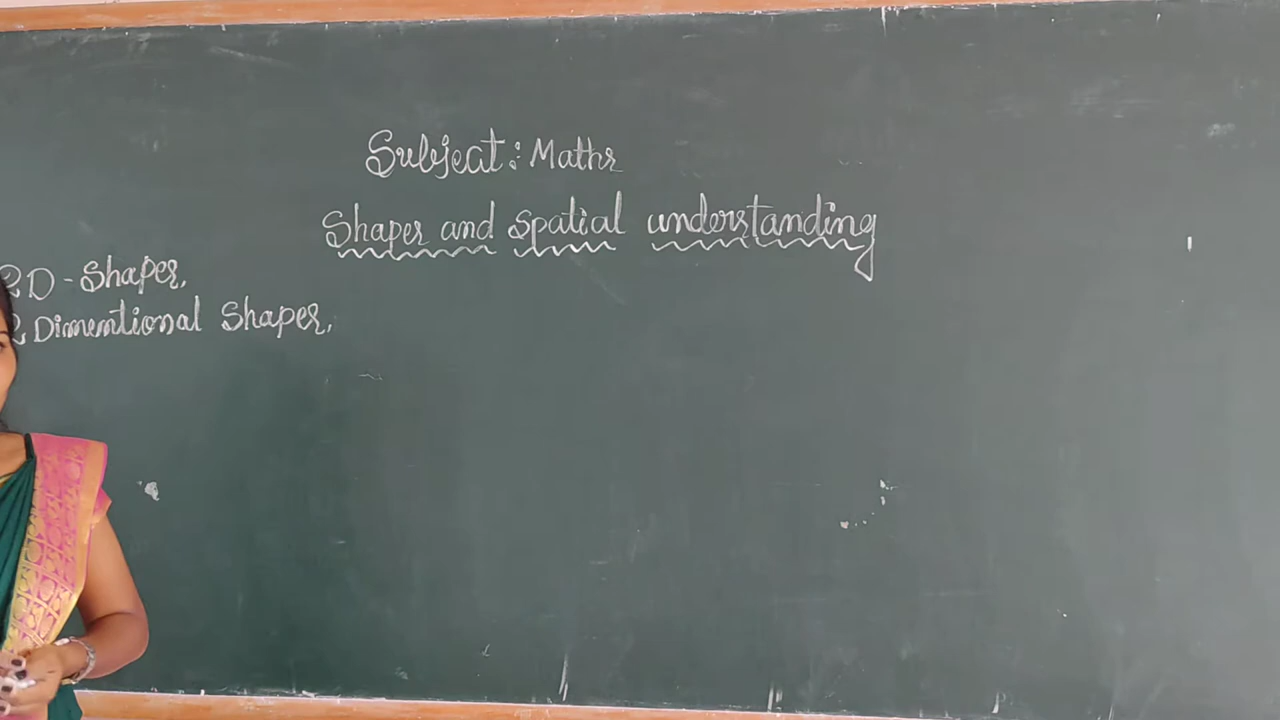 Subject: Maths
Shapes and spatial understanding
2D - Shapes,
2 Dimentional Shapes,